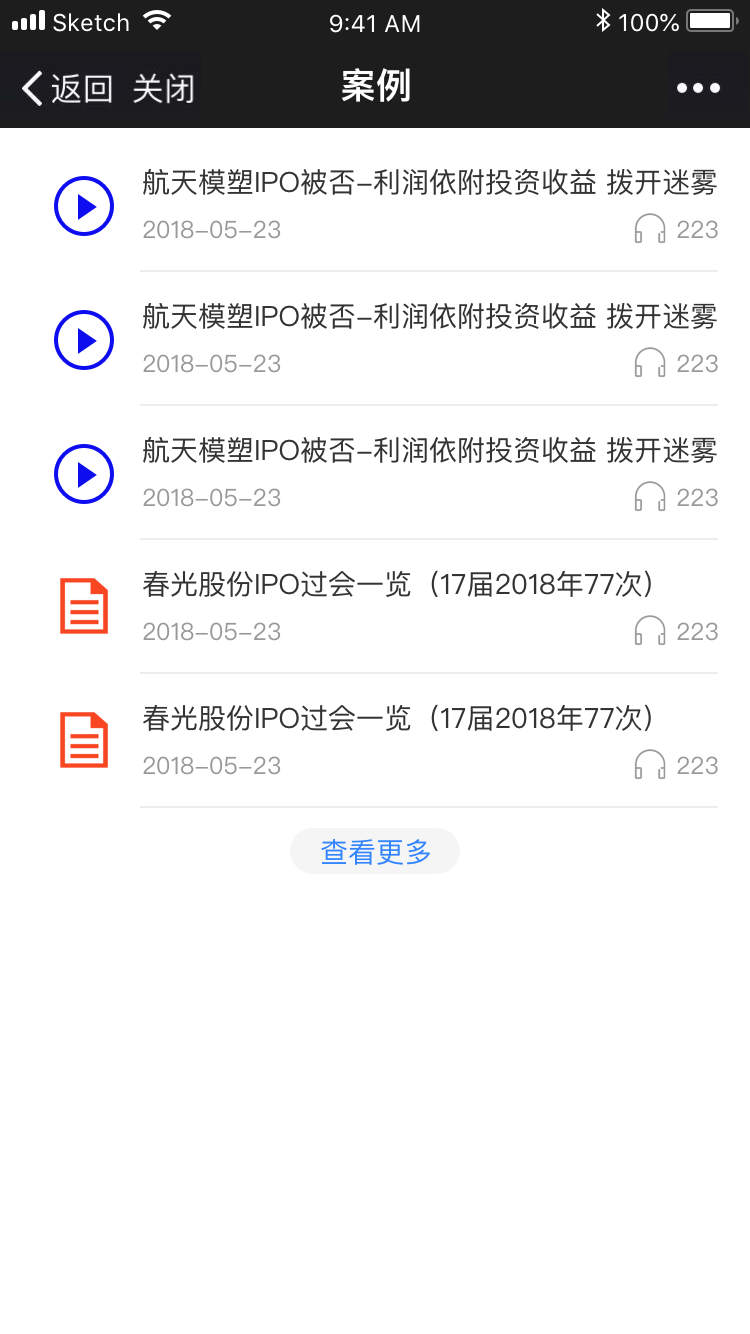 Sketch 9:41 AM 100%
返回 关闭 案例
航天模塑IPO被否-利润依附投资收益 拨开迷雾
2018-05-23 223
航天模塑IPO被否-利润依附投资收益 拨开迷雾
2018-05-23 223
航天模塑IPO被否-利润依附投资收益 拨开迷雾
2018-05-23 223
春光股份IPO过会一览（17届2018年77次）
2018-05-23 223
春光股份IPO过会一览（17届2018年77次）
2018-05-23 223
查看更多